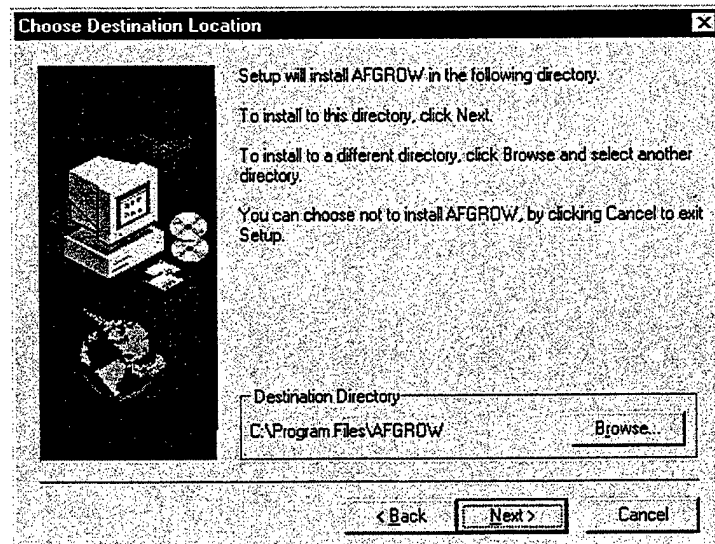 Choose Destination Location
Setup will install AFGROW in the following directory.
To install to this directory, click Next.
To install to a different directory, click Browse and select another
directory.
You can choose not to install AFGROW, by clicking Cancel to exit
Setup.
Destination Directory
C:\Program Files\AFGROW
Browse...
< Back
Next >
Cancel